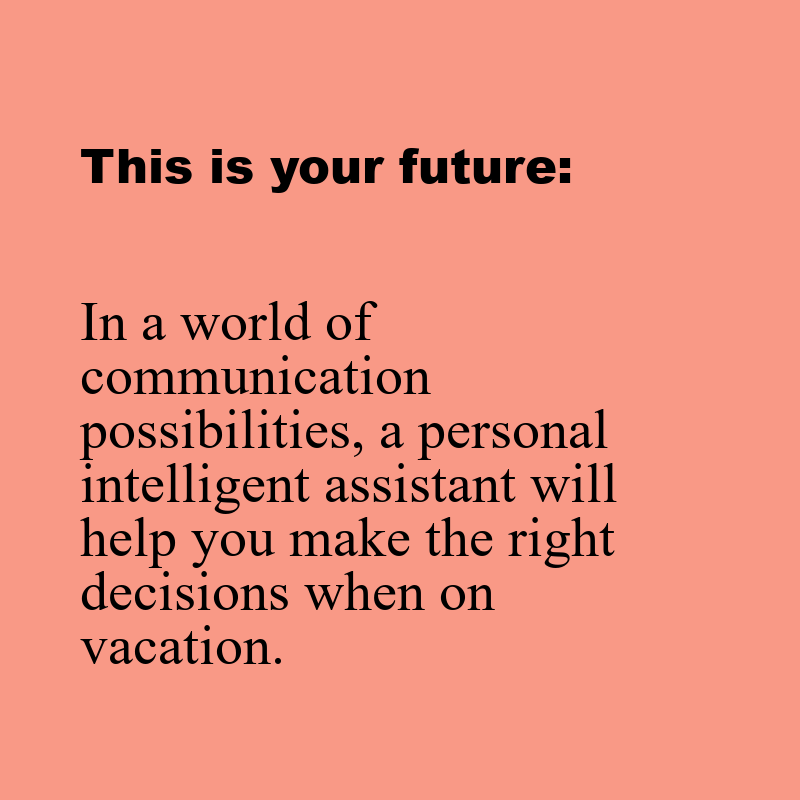 This is your future:
In a world of
communication
possibilities, a personal
intelligent assistant will
help you make the right
decisions when on
vacation.